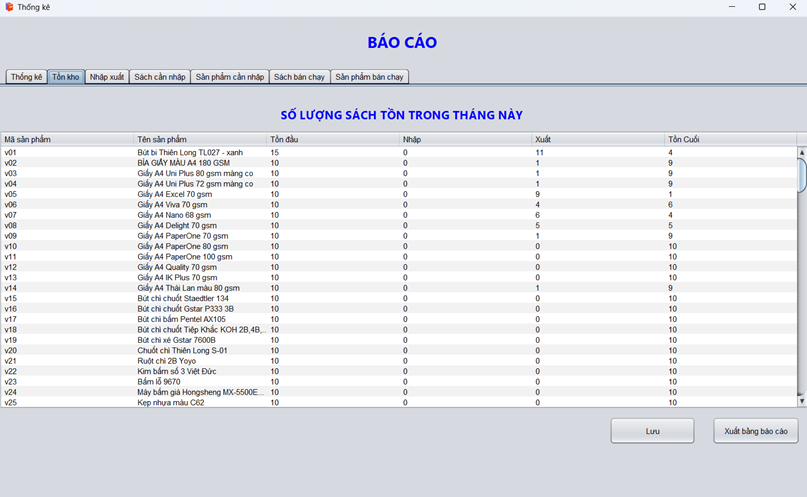 Thống kê
BÁO CÁO
Thống kê Tồn kho Nhập xuất Sách cần nhập Sản phẩm cần nhập Sách bán chạy Sản phẩm bán chạy
SỐ LƯỢNG SÁCH TỒN TRONG THÁNG NÀY
Mã sản phẩm Tên sản phẩm Tồn đầu Nhập Xuất Tồn Cuối
v01 Bút bi Thiên Long TL027 - xanh 15 0 11 4
v02 BÌA GIẤY MÀU A4 180 GSM 10 0 1 9
v03 Giấy A4 Uni Plus 80 gsm màng co 10 0 1 9
v04 Giấy A4 Uni Plus 72 gsm màng co 10 0 1 9
v05 Giấy A4 Excel 70 gsm 10 0 9 1
v06 Giấy A4 Viva 70 gsm 10 0 4 6
v07 Giấy A4 Nano 68 gsm 10 0 6 4
v08 Giấy A4 Delight 70 gsm 10 0 5 5
v09 Giấy A4 PaperOne 70 gsm 10 0 1 9
v10 Giấy A4 PaperOne 80 gsm 10 0 0 10
v11 Giấy A4 PaperOne 100 gsm 10 0 0 10
v12 Giấy A4 Quality 70 gsm 10 0 0 10
v13 Giấy A4 IK Plus 70 gsm 10 0 0 10
v14 Giấy A4 Thái Lan màu 80 gsm 10 0 1 9
v15 Bút chì chuốt Staedtler 134 10 0 0 10
v16 Bút chì chuốt Gstar P333 3B 10 0 0 10
v17 Bút chì bấm Pentel AX105 10 0 0 10
v18 Bút chì chuốt Tiệp Khắc KOH 2B,4B,... 10 0 0 10
v19 Bút chì xé Gstar 7600B 10 0 0 10
v20 Chuốt chì Thiên Long S-01 10 0 0 10
v21 Ruột chì 2B Yoyo 10 0 0 10
v22 Kim bấm số 3 Việt Đức 10 0 0 10
v23 Bấm lỗ 9670 10 0 0 10
v24 Máy bấm giá Hongsheng MX-5500E... 10 0 0 10
v25 Kẹp nhựa màu C62 10 0 0 10
Lưu Xuất bằng báo cáo